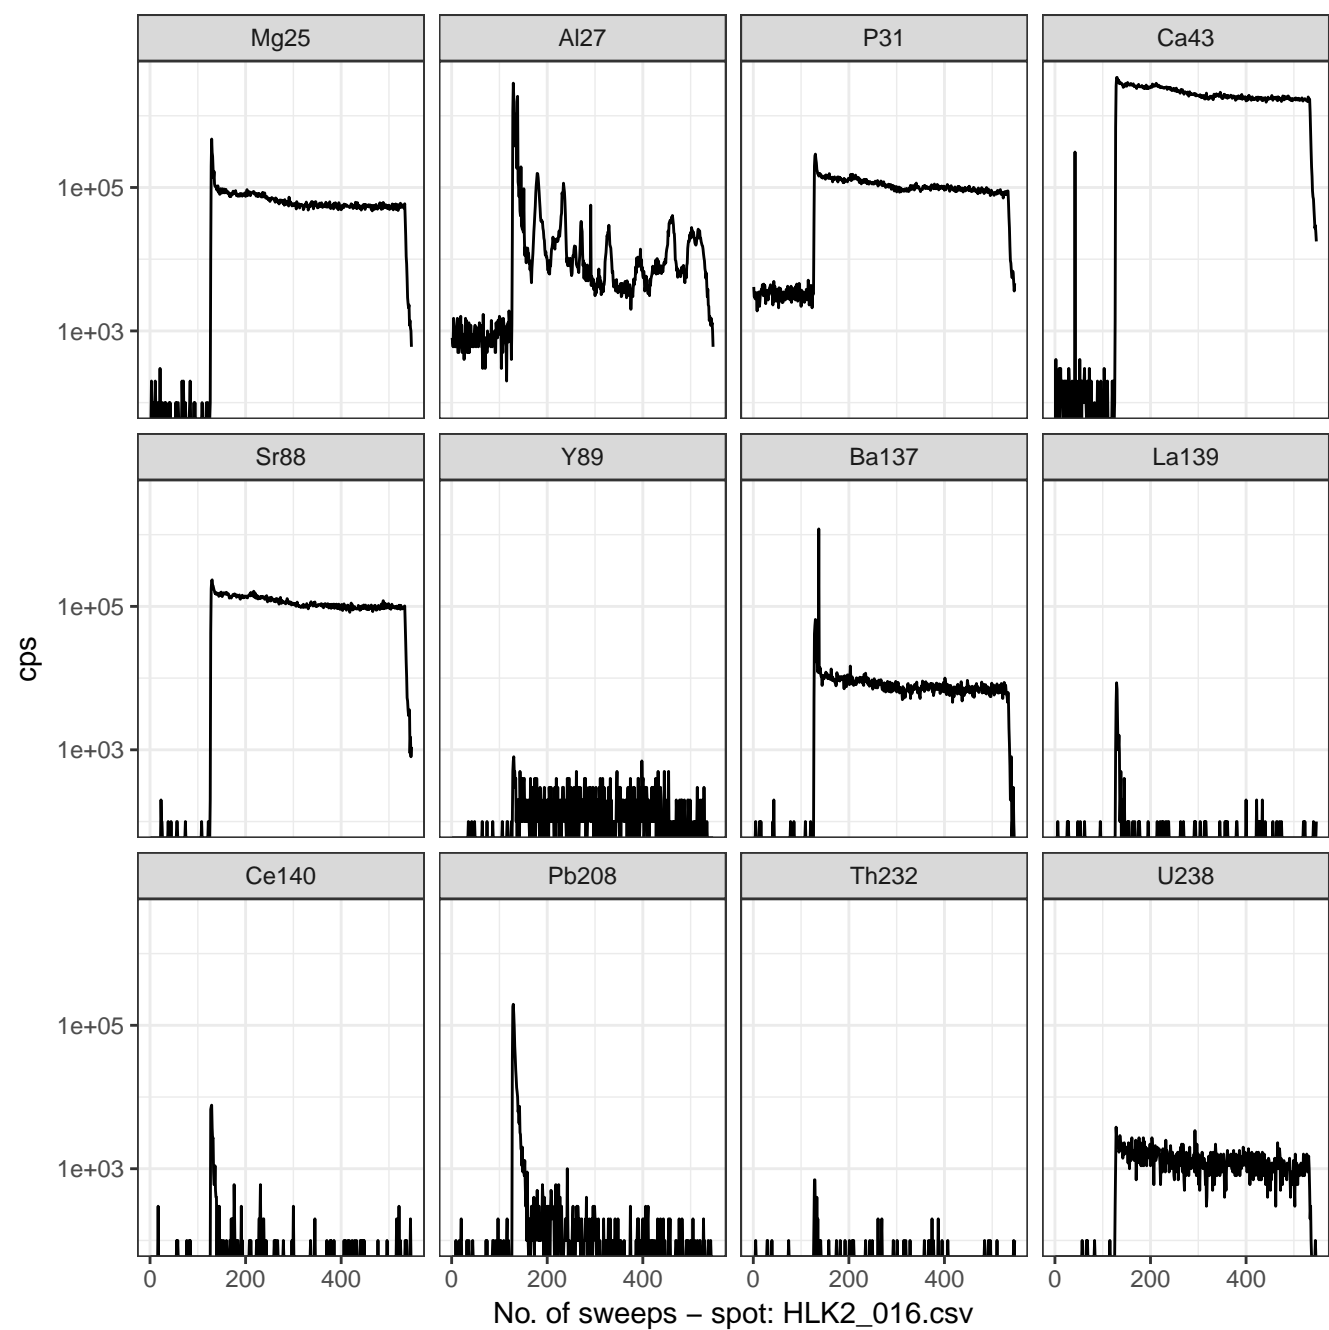 Mg25 Al27 P31 Ca43
1e+05
1e+03
Sr88 Y89 Ba137 La139
1e+05
1e+03
cps
Ce140 Pb208 Th232 U238
1e+05
1e+03
0 200 400 0 200 400 0 200 400 0 200 400
No. of sweeps − spot: HLK2_016.csv